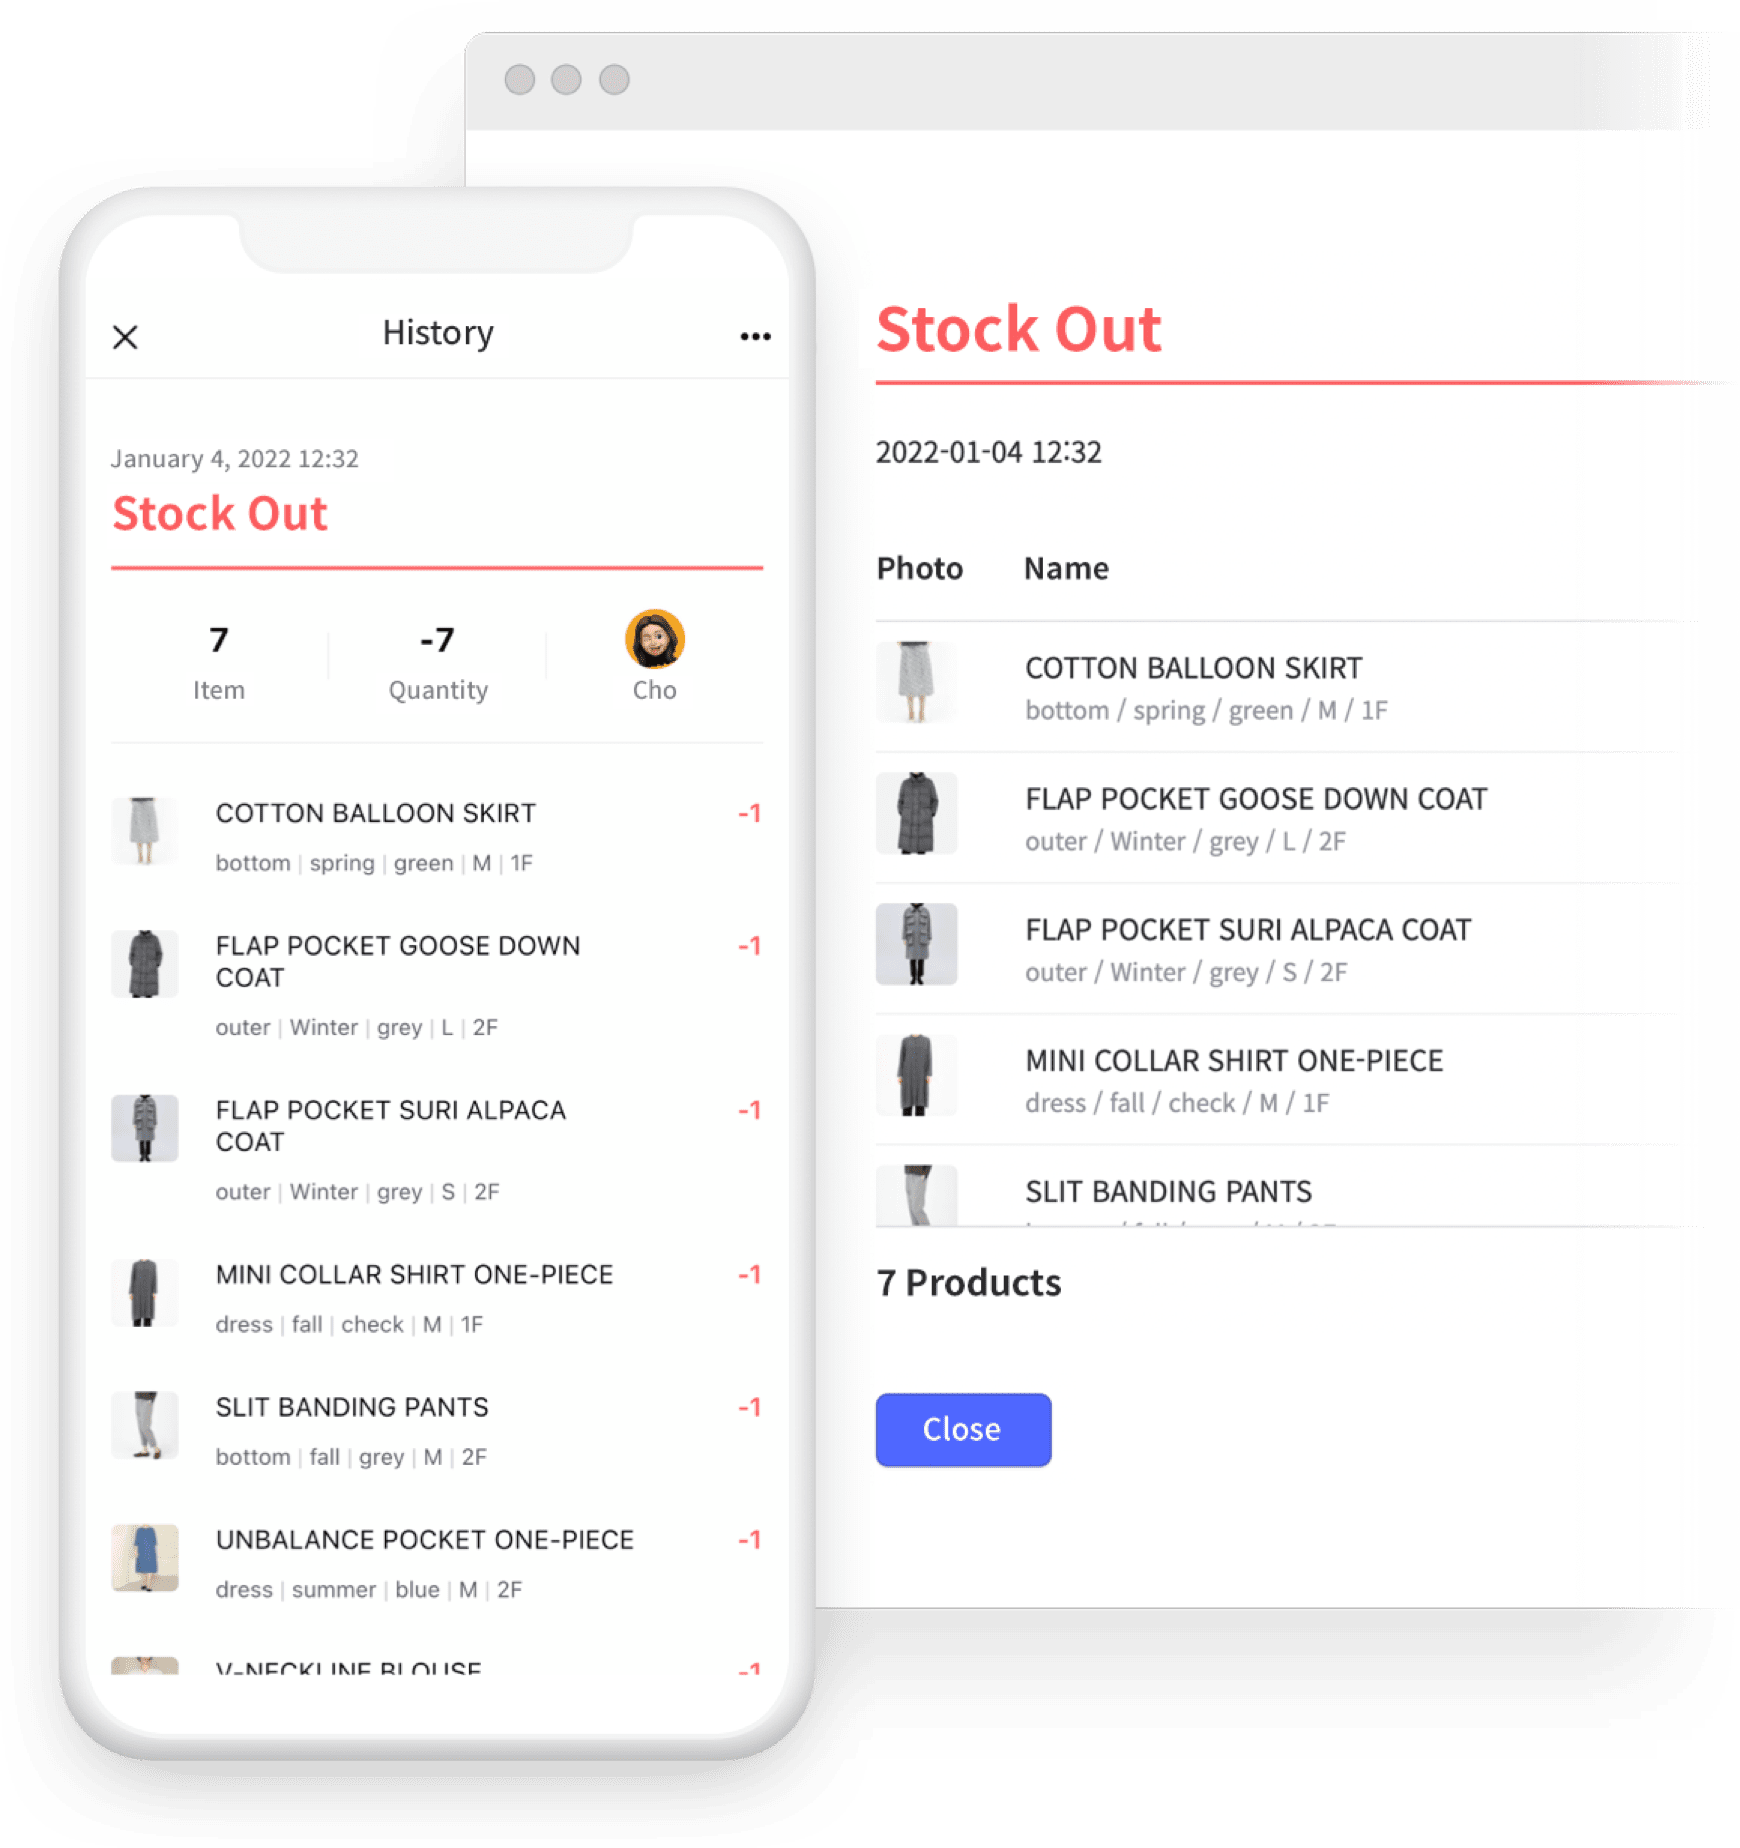 History
January 4, 2022 12:32
Stock Out
7
Item
-7
Quantity
Cho
COTTON BALLOON SKIRT
-1
bottom | spring | green | M | 1F
FLAP POCKET GOOSE DOWN
COAT
-1
outer | Winter | grey | L | 2F
FLAP POCKET SURI ALPACA
COAT
-1
outer | Winter | grey | S | 2F
MINI COLLAR SHIRT ONE-PIECE
-1
dress | fall | check | M | 1F
SLIT BANDING PANTS
-1
bottom | fall | grey | M | 2F
UNBALANCE POCKET ONE-PIECE
-1
dress | summer | blue | M | 2F
V-NECKLINE BLOUSE
-1
Stock Out
2022-01-04 12:32
Photo
Name
COTTON BALLOON SKIRT
bottom / spring / green / M / 1F
FLAP POCKET GOOSE DOWN COAT
outer / Winter / grey / L / 2F
FLAP POCKET SURI ALPACA COAT
outer / Winter / grey / S / 2F
MINI COLLAR SHIRT ONE-PIECE
dress / fall / check / M / 1F
SLIT BANDING PANTS
7 Products
Close